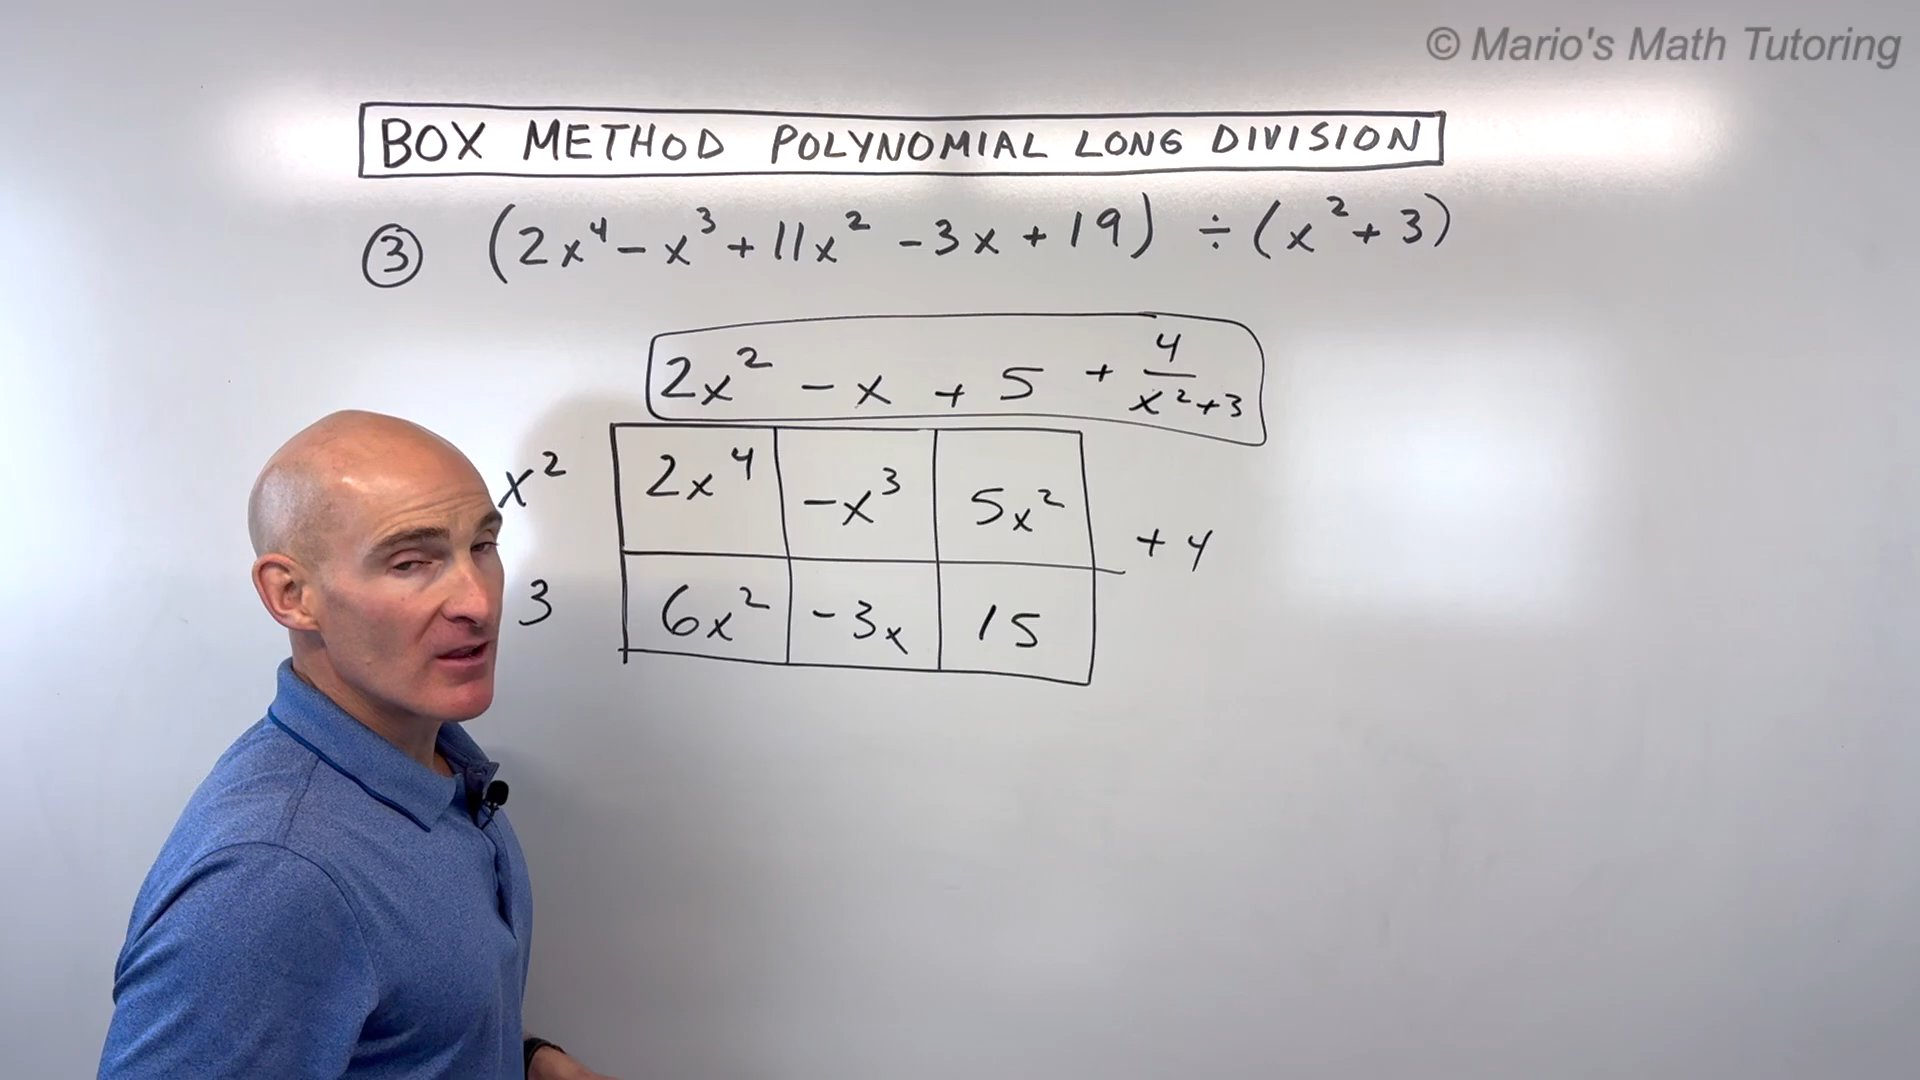 © Mario's Math Tutoring
BOX METHOD POLYNOMIAL LONG DIVISION
③ (2x⁴ - x³ + 11x² - 3x + 19) ÷ (x² + 3)
2x² - x + 5 + 4/(x²+3)
x² 2x⁴ -x³ 5x² + 4
3 6x² -3x 15